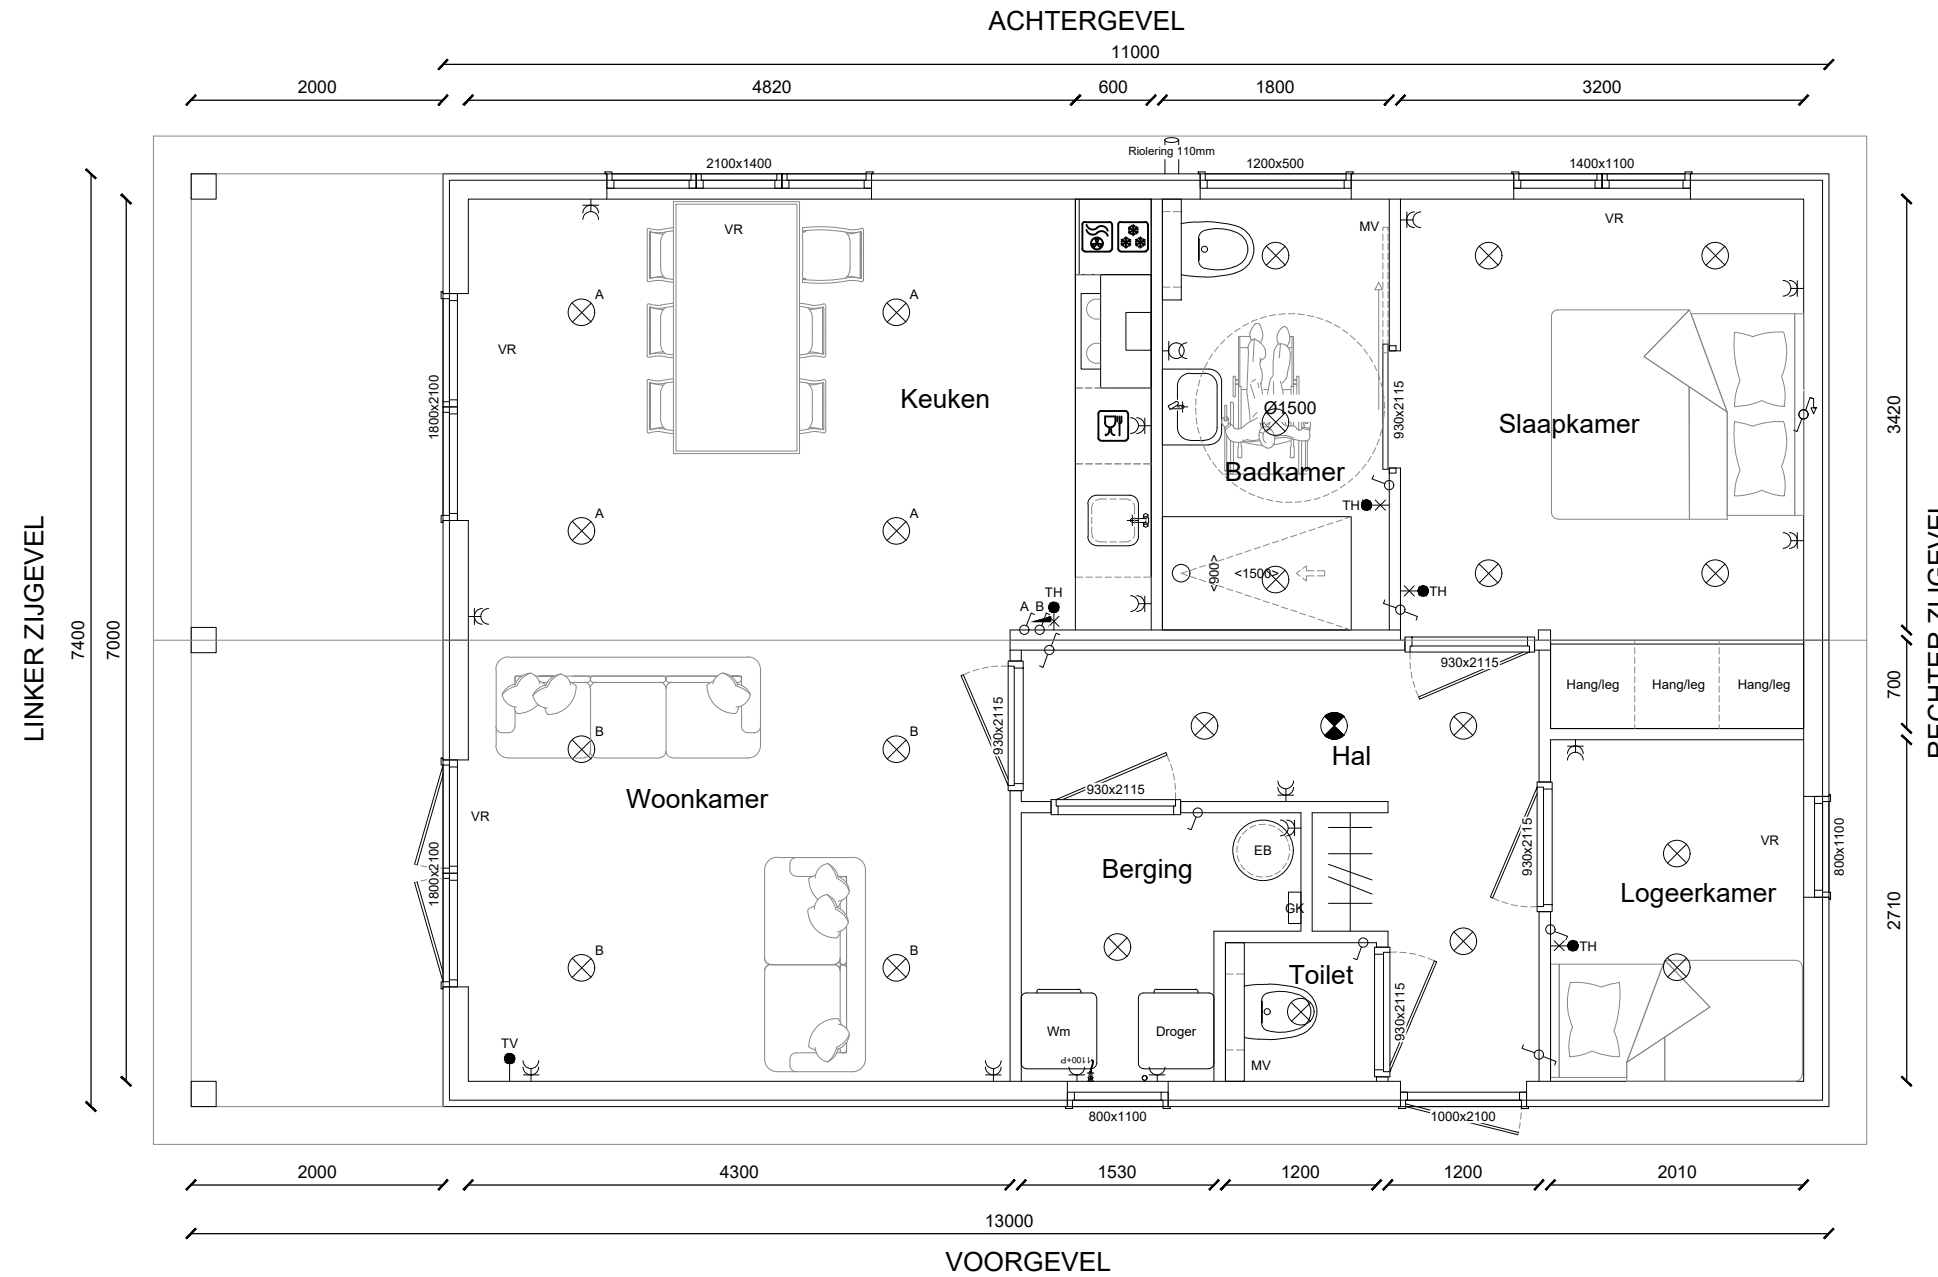 ACHTERGEVEL
11000
2000 4820 600 1800 3200
Riolering 110mm
2100x1400 1200x500 1400x1100
VR MV VR
A A
VR
1800x2100
Keuken
Ø1500
930x2115
Slaapkamer
3420
Badkamer
A A
TH
<900> <1500>
TH
TH
A B
LINKER ZIJGEVEL
7400
7000
RECHTER ZIJGEVEL
930x2115
Hang/leg Hang/leg Hang/leg
700
B B
930x2115
Hal
930x2115
Woonkamer
VR
1800x2100
Berging
EB
GK
930x2115
VR
800x1100
Logeerkamer
2710
B B
TH
Toilet
930x2115
TV
Wm
1100+P
Droger
MV
800x1100 1000x2100
2000 4300 1530 1200 1200 2010
13000
VOORGEVEL